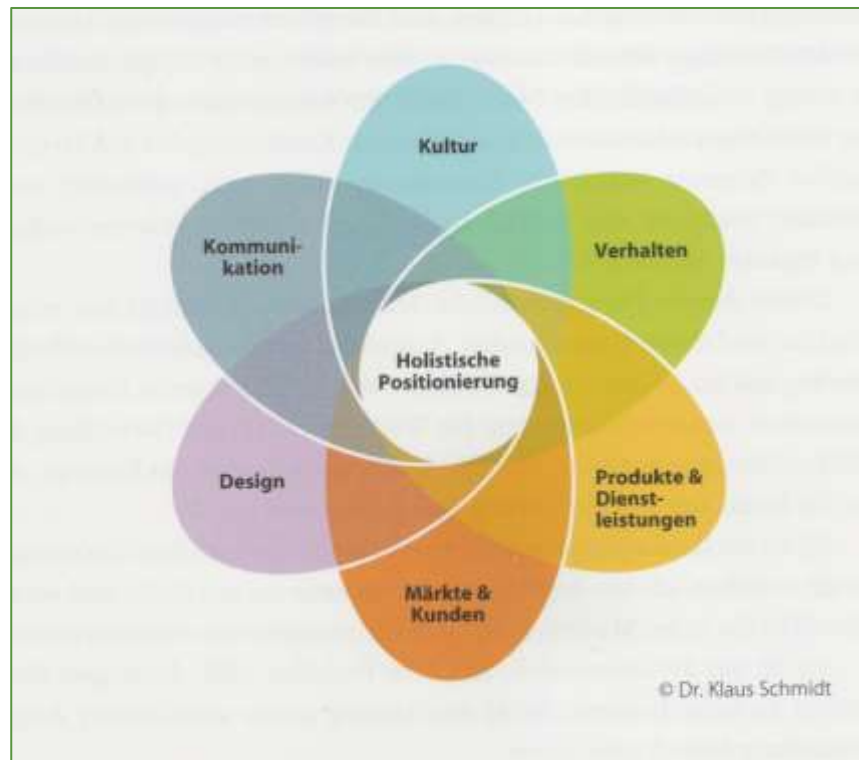 Kultur
Kommuni-
kation
Verhalten
Holistische
Positionierung
Design
Produkte &
Dienst-
leistungen
Märkte &
Kunden
© Dr. Klaus Schmidt